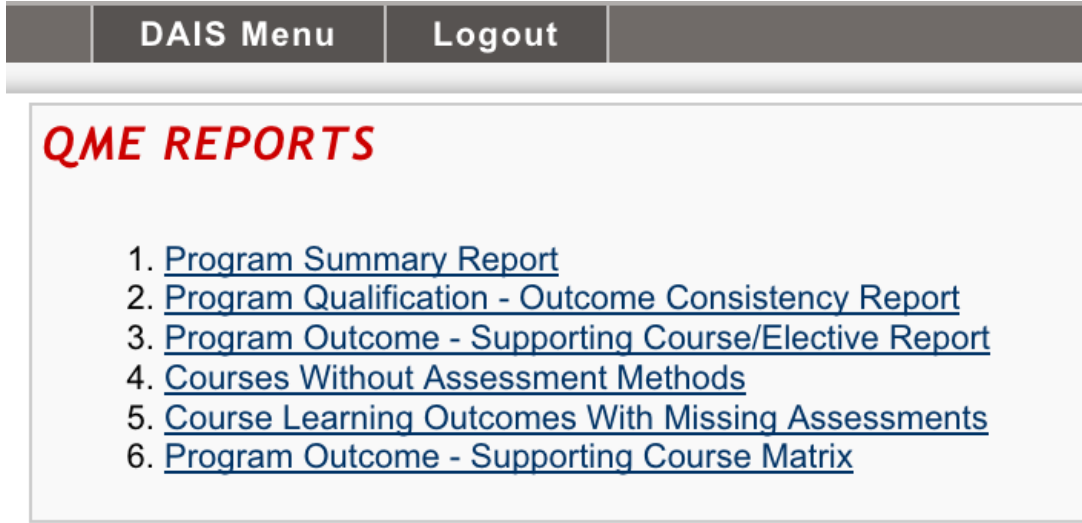 DAIS Menu Logout
QME REPORTS
1. Program Summary Report
2. Program Qualification - Outcome Consistency Report
3. Program Outcome - Supporting Course/Elective Report
4. Courses Without Assessment Methods
5. Course Learning Outcomes With Missing Assessments
6. Program Outcome - Supporting Course Matrix